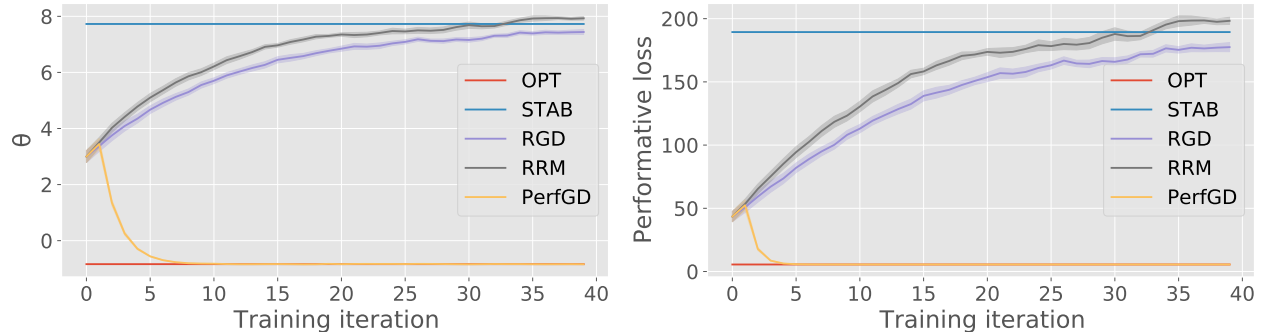 8
6
4
2
0
θ
0 5 10 15 20 25 30 35 40
Training iteration
OPT
STAB
RGD
RRM
PerfGD
200
150
100
50
0
Performative loss
0 5 10 15 20 25 30 35 40
Training iteration
OPT
STAB
RGD
RRM
PerfGD